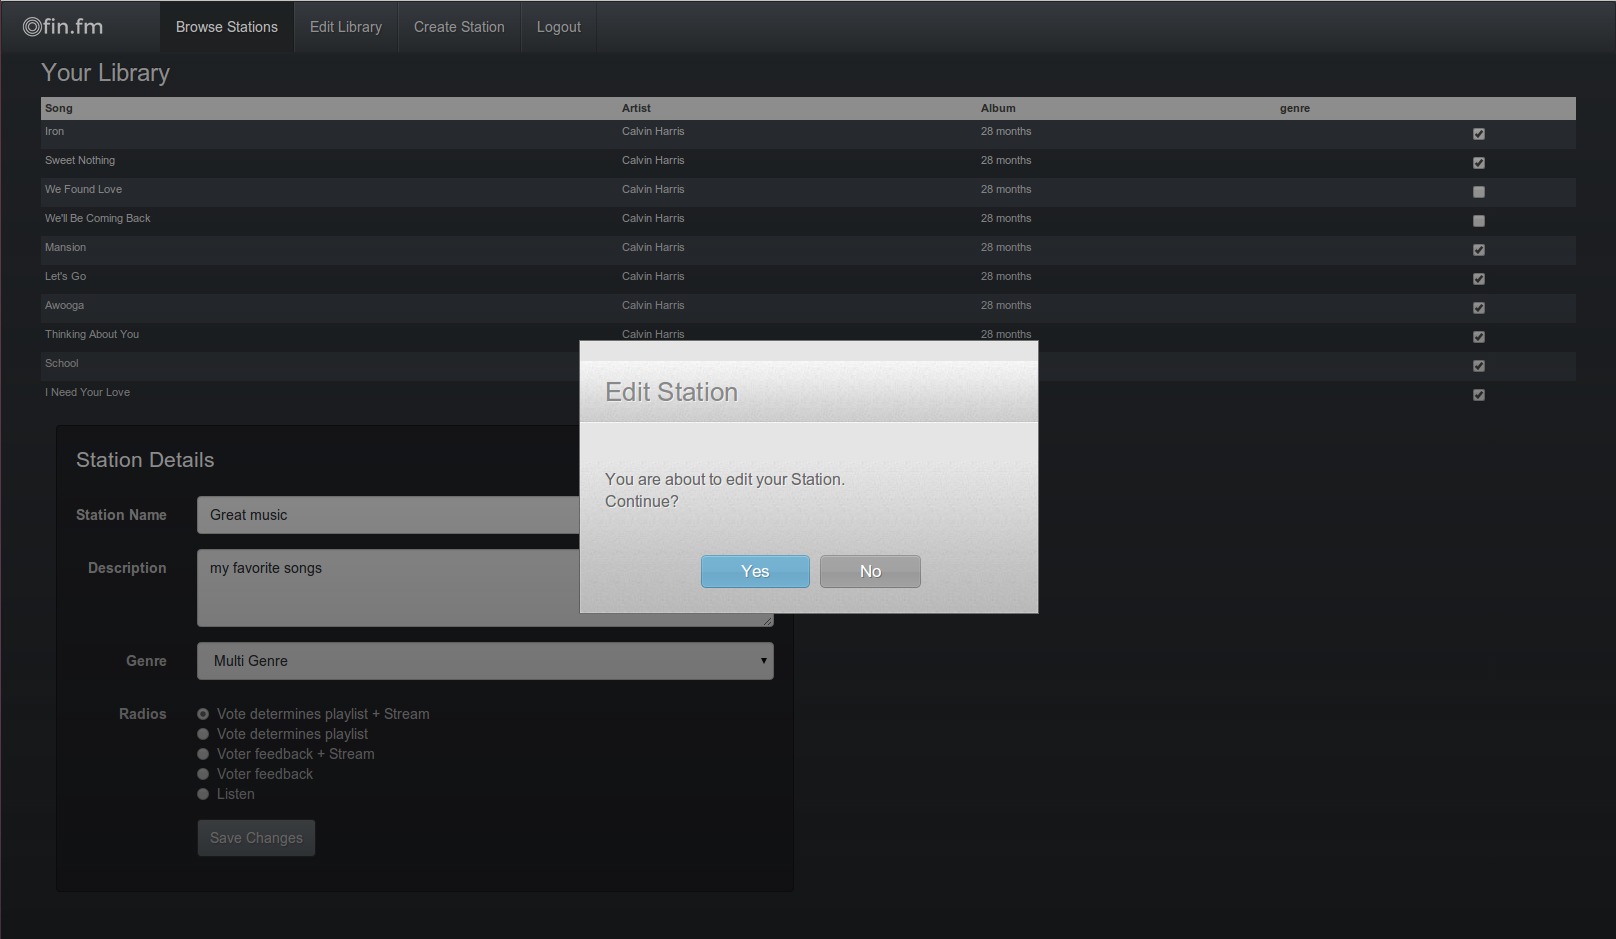 fin.fm Browse Stations Edit Library Create Station Logout
Your Library
Song Artist Album genre
Iron Calvin Harris 28 months
Sweet Nothing Calvin Harris 28 months
We Found Love Calvin Harris 28 months
We'll Be Coming Back Calvin Harris 28 months
Mansion Calvin Harris 28 months
Let's Go Calvin Harris 28 months
Awooga Calvin Harris 28 months
Thinking About You Calvin Harris 28 months
School
I Need Your Love
Edit Station
You are about to edit your Station.
Continue?
Yes No
Station Details
Station Name Great music
Description my favorite songs
Genre Multi Genre
Radios Vote determines playlist + Stream
Vote determines playlist
Voter feedback + Stream
Voter feedback
Listen
Save Changes